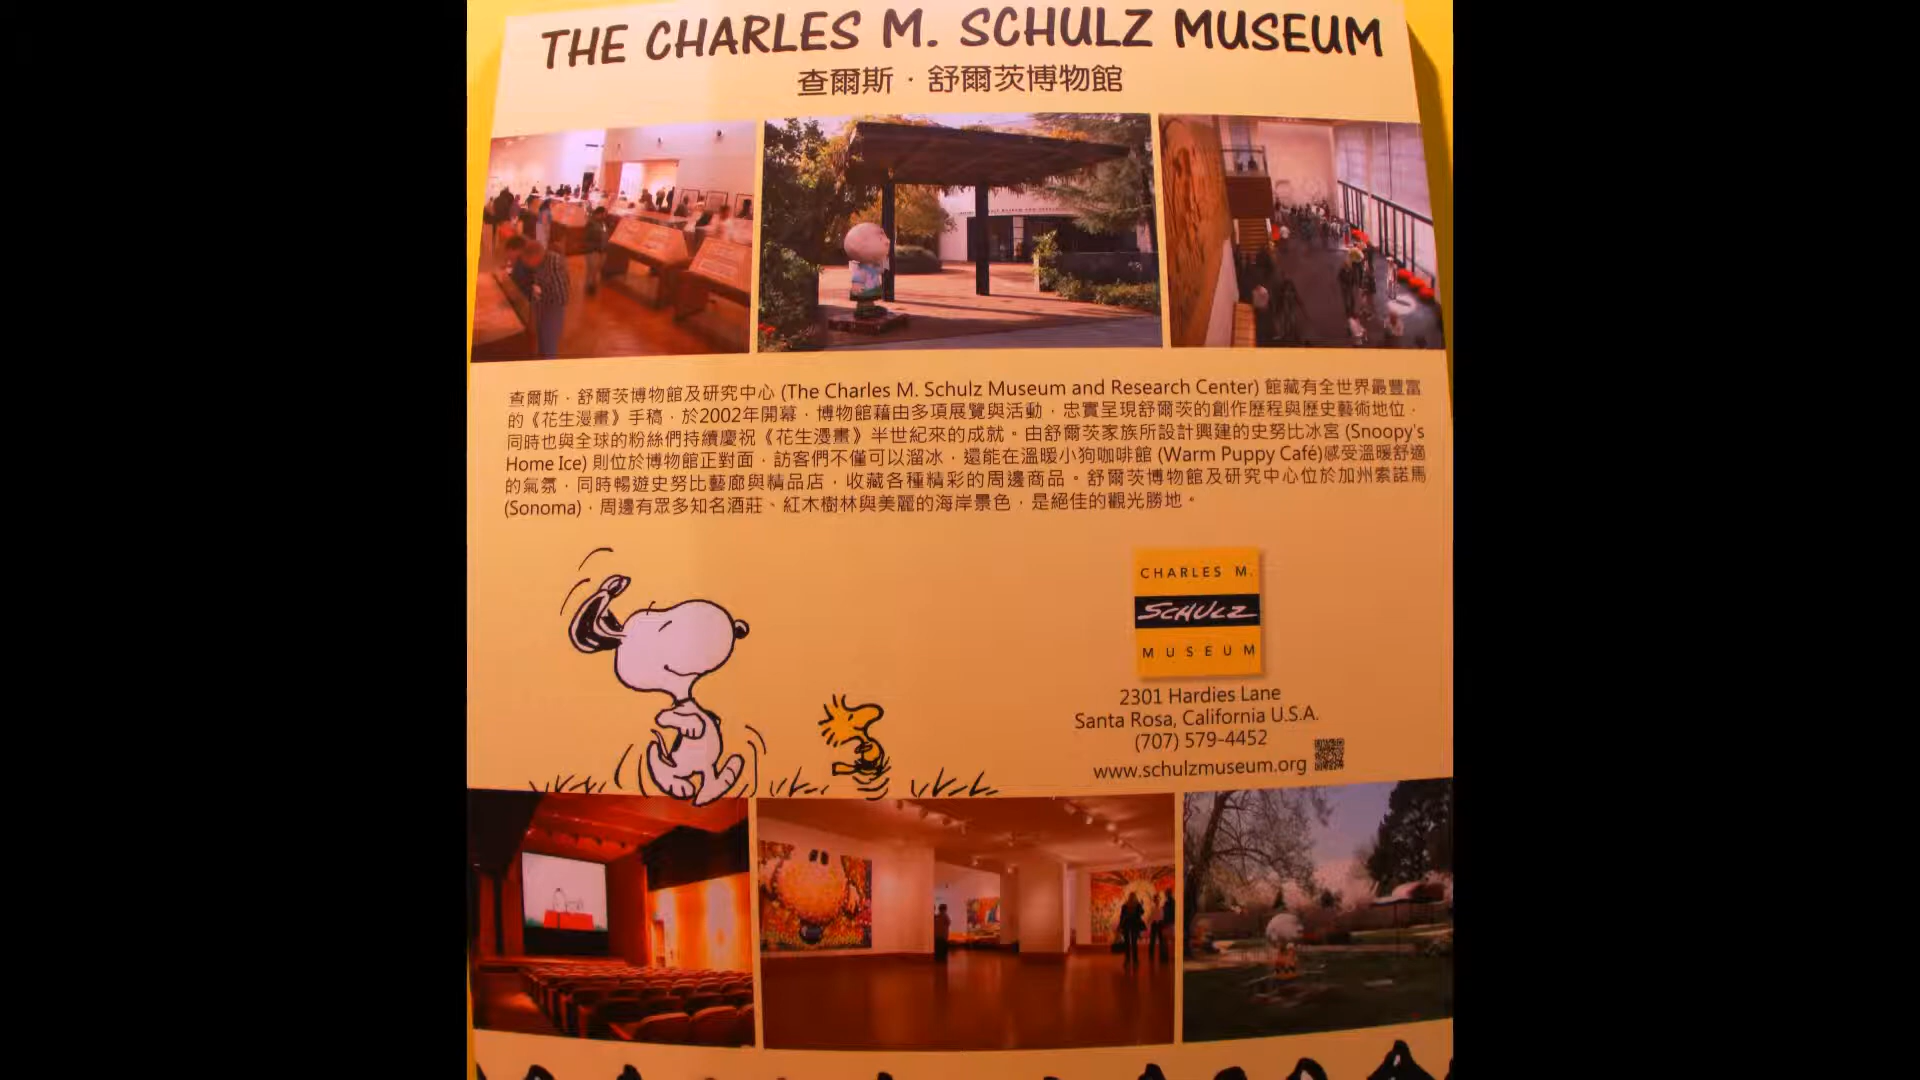 THE CHARLES M. SCHULZ MUSEUM
查爾斯．舒爾茨博物館
查爾斯．舒爾茨博物館及研究中心 (The Charles M. Schulz Museum and Research Center) 館藏有全世界最豐富
的《花生漫畫》手稿，於2002年開幕，博物館藉由多項展覽與活動，忠實呈現舒爾茨的創作歷程與歷史藝術地位，
同時也與全球的粉絲們持續慶祝《花生漫畫》半世紀來的成就。由舒爾茨家族所設計興建的史努比冰宮 (Snoopy's
Home Ice) 則位於博物館正對面，訪客們不僅可以溜冰，還能在溫暖小狗咖啡館 (Warm Puppy Café)感受溫暖舒適
的氣氛，同時暢遊史努比藝廊與精品店，收藏各種精彩的周邊商品。舒爾茨博物館及研究中心位於加州索諾馬
(Sonoma)，周邊有眾多知名酒莊、紅木樹林與美麗的海岸景色，是絕佳的觀光勝地。
CHARLES M.
SCHULZ
MUSEUM
2301 Hardies Lane
Santa Rosa, California U.S.A.
(707) 579-4452
www.schulzmuseum.org